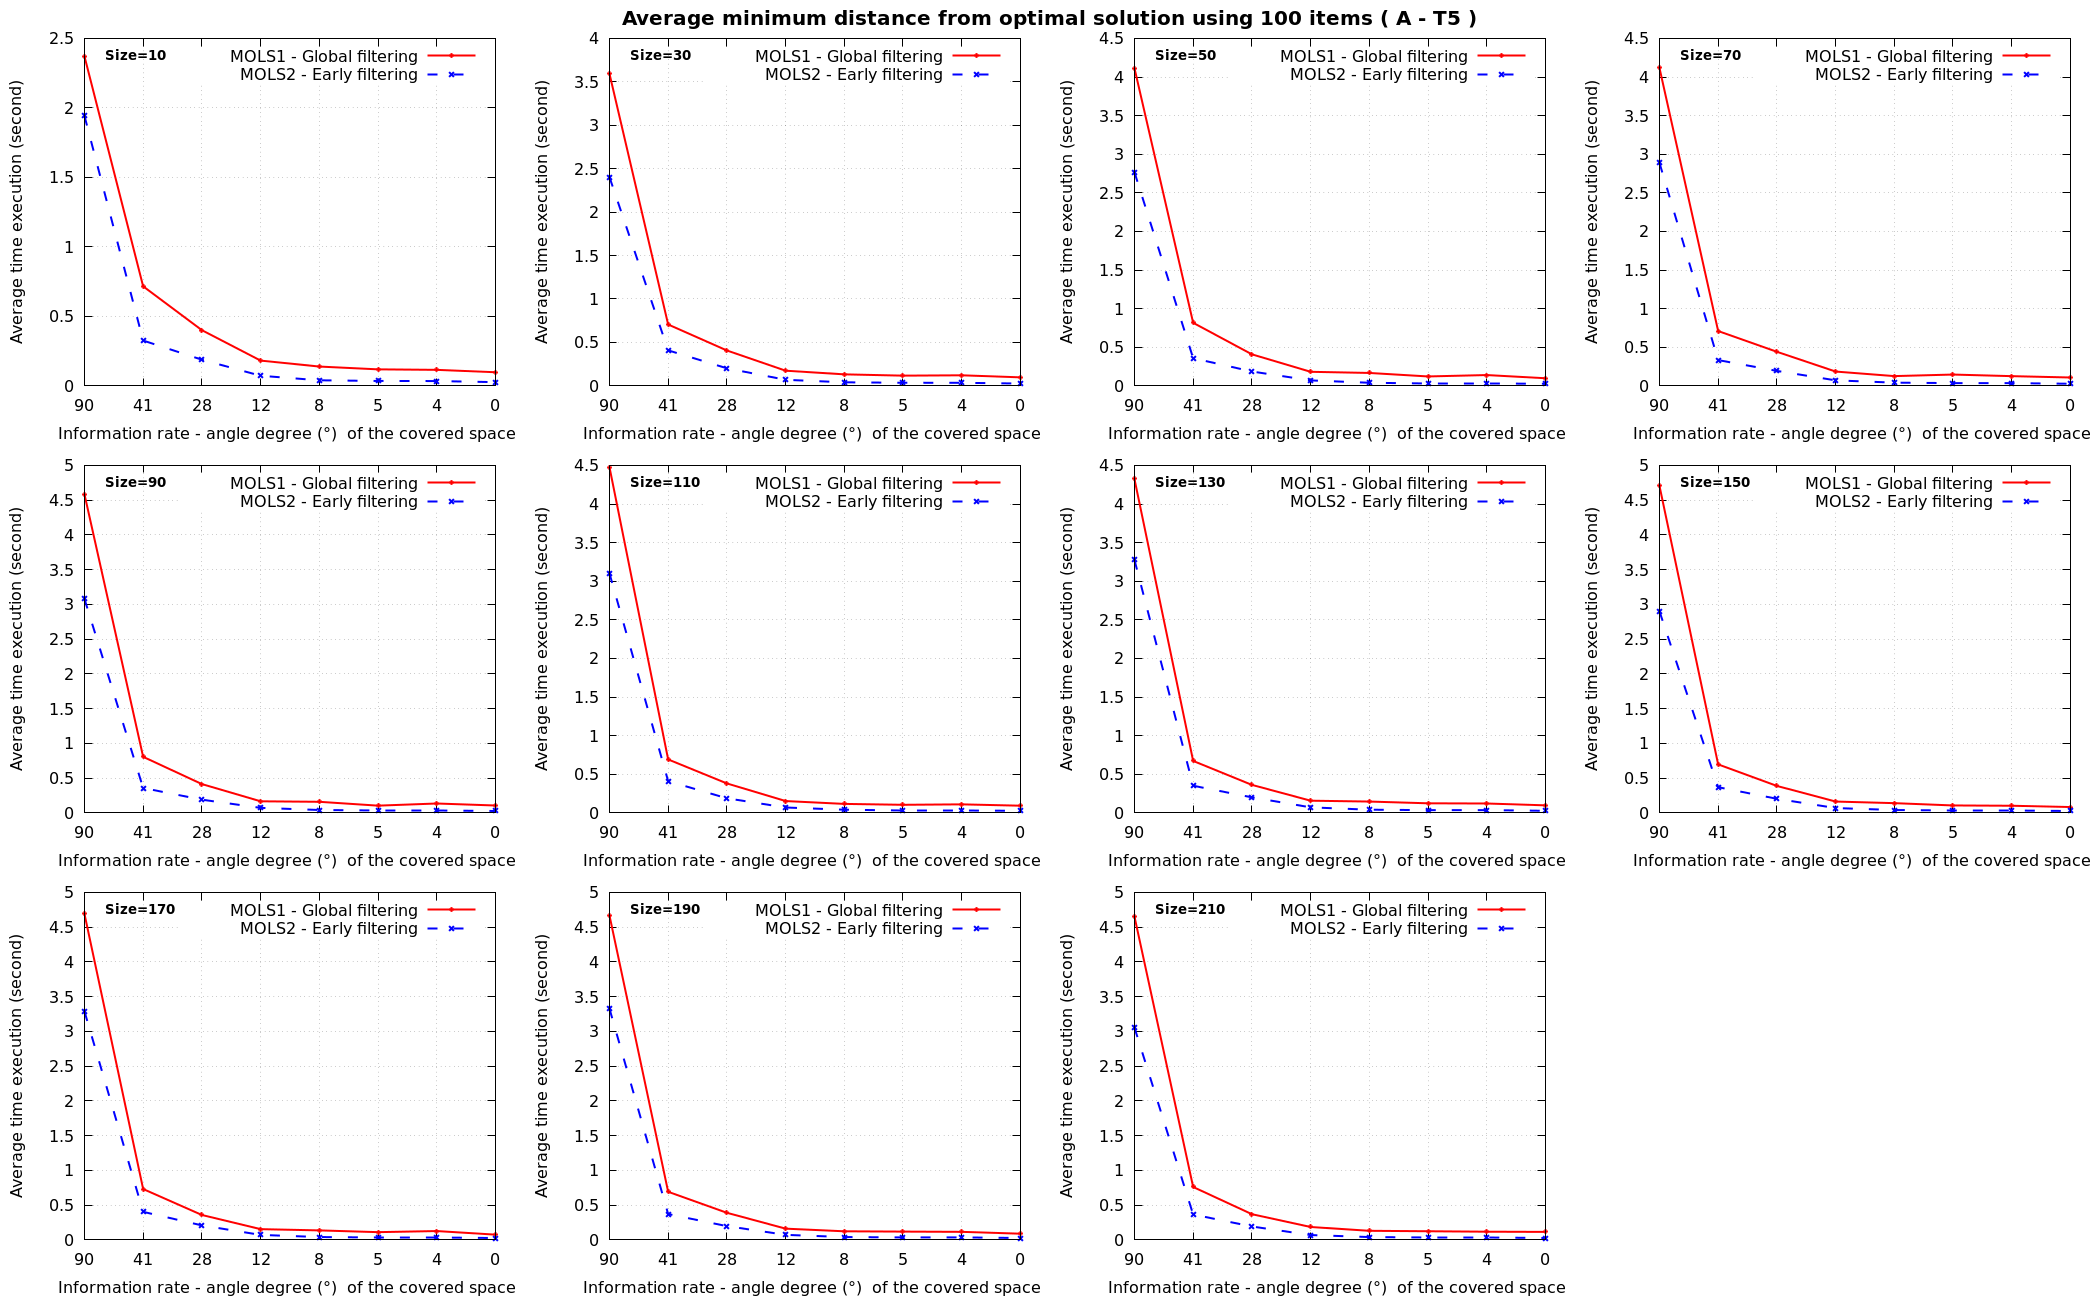 Average minimum distance from optimal solution using 100 items ( A - T5 )
Size=10
MOLS1 - Global filtering
MOLS2 - Early filtering
Average time execution (second)
2.5
2
1.5
1
0.5
0
90 41 28 12 8 5 4 0
Information rate - angle degree (°)  of the covered space
Size=30
MOLS1 - Global filtering
MOLS2 - Early filtering
Average time execution (second)
4
3.5
3
2.5
2
1.5
1
0.5
0
90 41 28 12 8 5 4 0
Information rate - angle degree (°)  of the covered space
Size=50
MOLS1 - Global filtering
MOLS2 - Early filtering
Average time execution (second)
4.5
4
3.5
3
2.5
2
1.5
1
0.5
0
90 41 28 12 8 5 4 0
Information rate - angle degree (°)  of the covered space
Size=70
MOLS1 - Global filtering
MOLS2 - Early filtering
Average time execution (second)
4.5
4
3.5
3
2.5
2
1.5
1
0.5
0
90 41 28 12 8 5 4 0
Information rate - angle degree (°)  of the covered space
Size=90
MOLS1 - Global filtering
MOLS2 - Early filtering
Average time execution (second)
5
4.5
4
3.5
3
2.5
2
1.5
1
0.5
0
90 41 28 12 8 5 4 0
Information rate - angle degree (°)  of the covered space
Size=110
MOLS1 - Global filtering
MOLS2 - Early filtering
Average time execution (second)
4.5
4
3.5
3
2.5
2
1.5
1
0.5
0
90 41 28 12 8 5 4 0
Information rate - angle degree (°)  of the covered space
Size=130
MOLS1 - Global filtering
MOLS2 - Early filtering
Average time execution (second)
4.5
4
3.5
3
2.5
2
1.5
1
0.5
0
90 41 28 12 8 5 4 0
Information rate - angle degree (°)  of the covered space
Size=150
MOLS1 - Global filtering
MOLS2 - Early filtering
Average time execution (second)
5
4.5
4
3.5
3
2.5
2
1.5
1
0.5
0
90 41 28 12 8 5 4 0
Information rate - angle degree (°)  of the covered space
Size=170
MOLS1 - Global filtering
MOLS2 - Early filtering
Average time execution (second)
5
4.5
4
3.5
3
2.5
2
1.5
1
0.5
0
90 41 28 12 8 5 4 0
Information rate - angle degree (°)  of the covered space
Size=190
MOLS1 - Global filtering
MOLS2 - Early filtering
Average time execution (second)
5
4.5
4
3.5
3
2.5
2
1.5
1
0.5
0
90 41 28 12 8 5 4 0
Information rate - angle degree (°)  of the covered space
Size=210
MOLS1 - Global filtering
MOLS2 - Early filtering
Average time execution (second)
5
4.5
4
3.5
3
2.5
2
1.5
1
0.5
0
90 41 28 12 8 5 4 0
Information rate - angle degree (°)  of the covered space